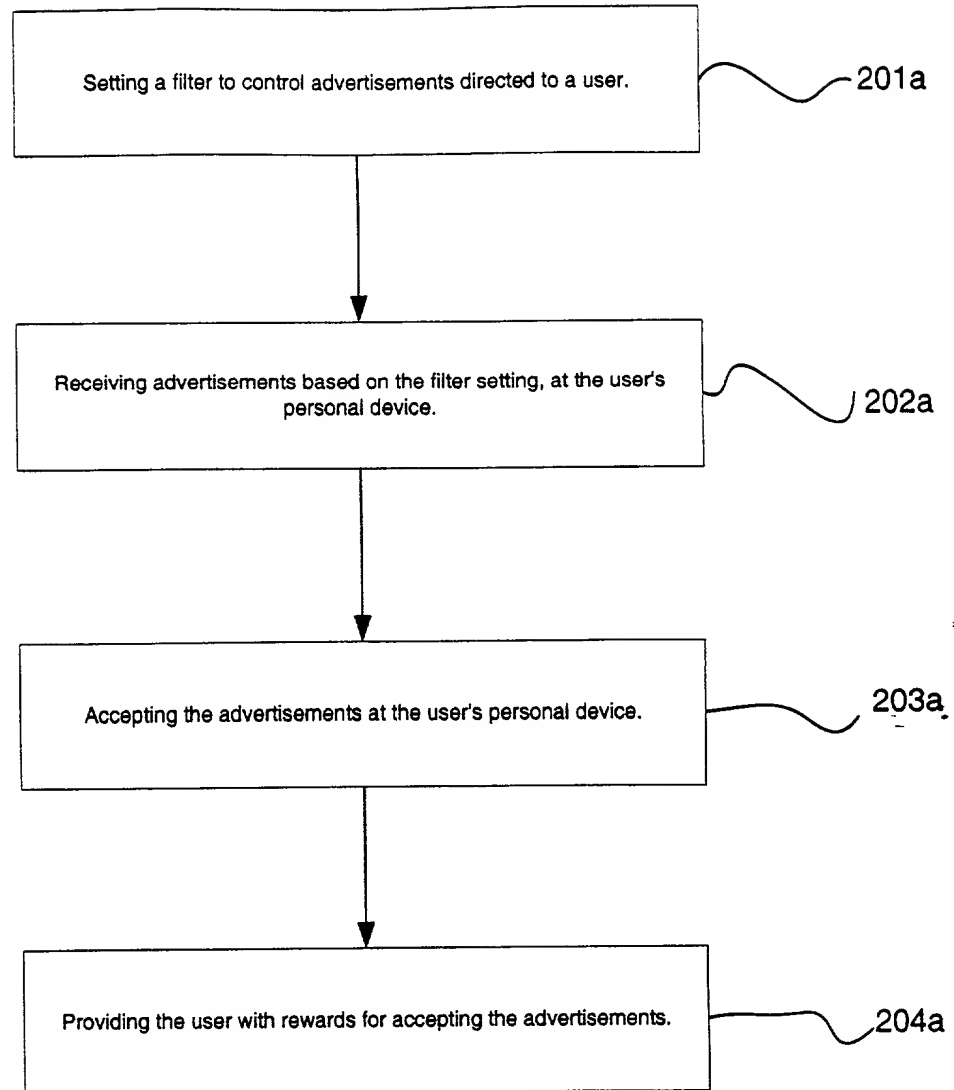 Setting a filter to control advertisements directed to a user.
201a
Receiving advertisements based on the filter setting, at the user's
personal device.
202a
Accepting the advertisements at the user's personal device.
203a
Providing the user with rewards for accepting the advertisements.
204a